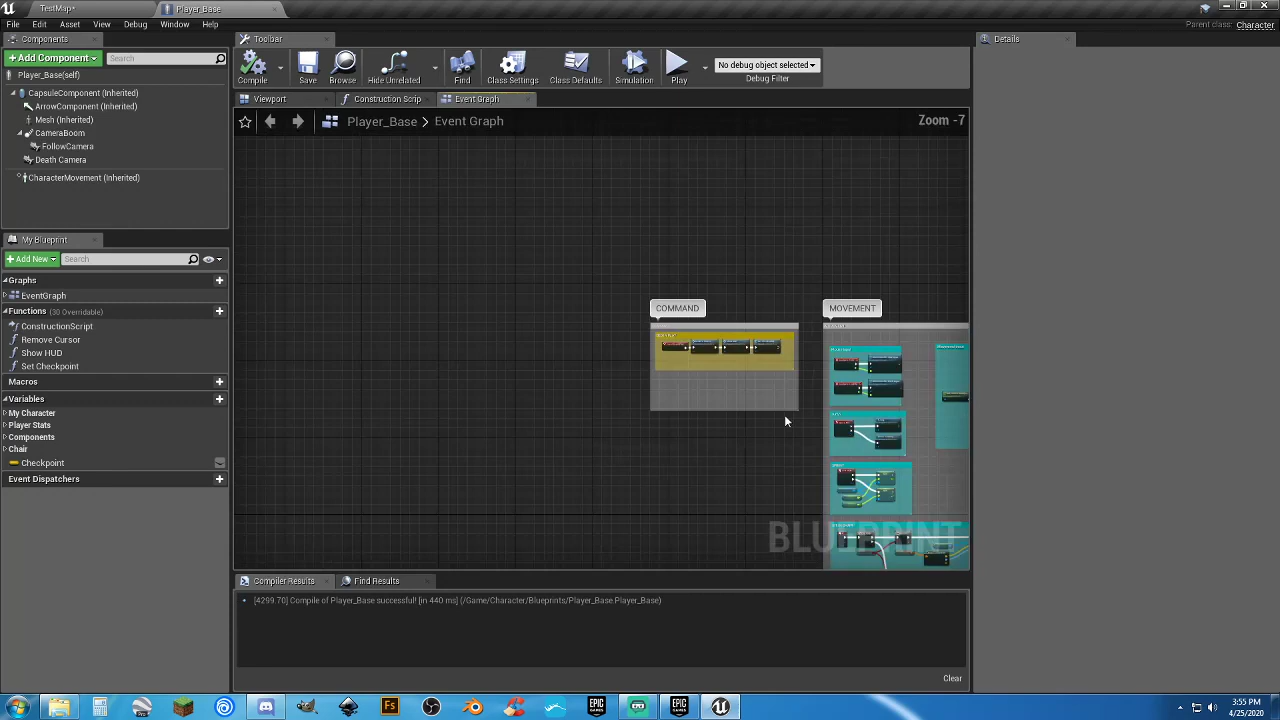 TestMap*
Player_Base
File Edit Asset View Debug Window Help
Parent class: Character
Components
+Add Component
Search
Player_Base(self)
CapsuleComponent (Inherited)
ArrowComponent (Inherited)
Mesh (Inherited)
CameraBoom
FollowCamera
Death Camera
CharacterMovement (Inherited)
My Blueprint
+Add New
Search
Graphs
EventGraph
Functions (30 Overridable)
ConstructionScript
Remove Cursor
Show HUD
Set Checkpoint
Macros
Variables
My Character
Player Stats
Components
Chair
Checkpoint
Event Dispatchers
Toolbar
Compile
Save
Browse
Hide Unrelated
Find
Class Settings
Class Defaults
Simulation
Play
No debug object selected
Debug Filter
Viewport
Construction Scrip
Event Graph
Player_Base > Event Graph
Zoom -7
COMMAND
MOVEMENT
BLUEPRINT
Compiler Results
Find Results
[4299.70] Compile of Player_Base successful! [in 440 ms] (/Game/Character/Blueprints/Player_Base.Player_Base)
Clear
Details
Pro
Fs
EPIC GAMES
EPIC GAMES
3:55 PM
4/25/2020